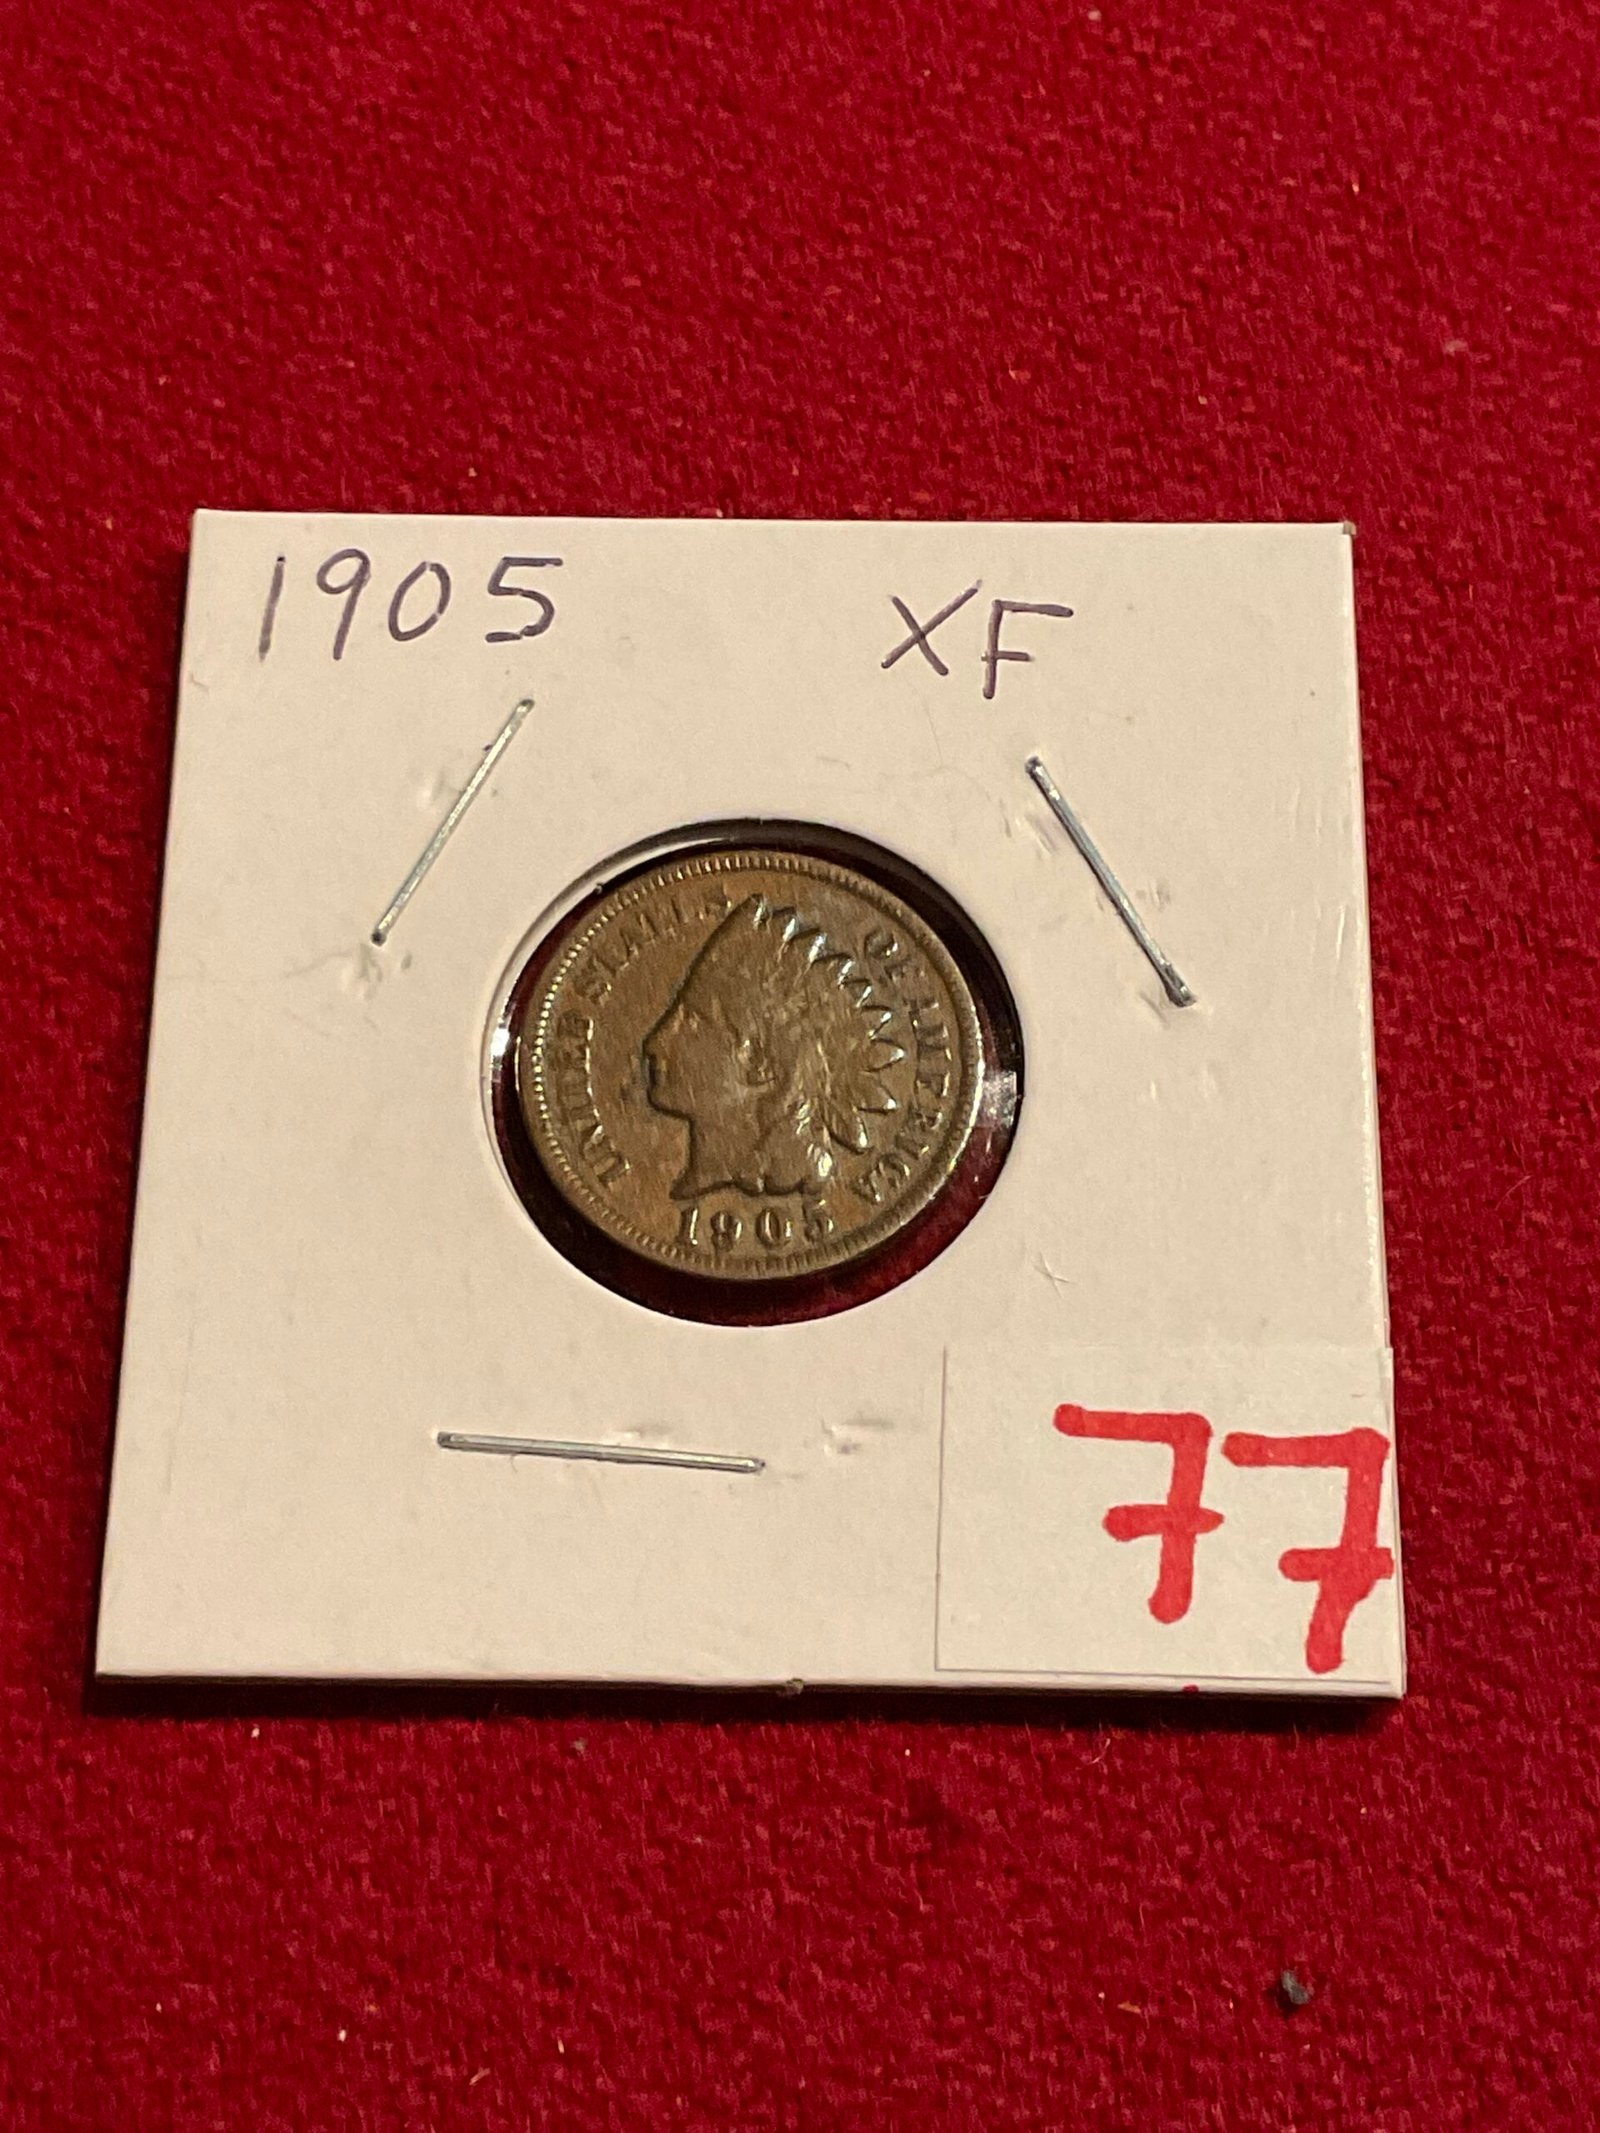 1905 XF
UNITED STATES OF AMERICA
1905
77